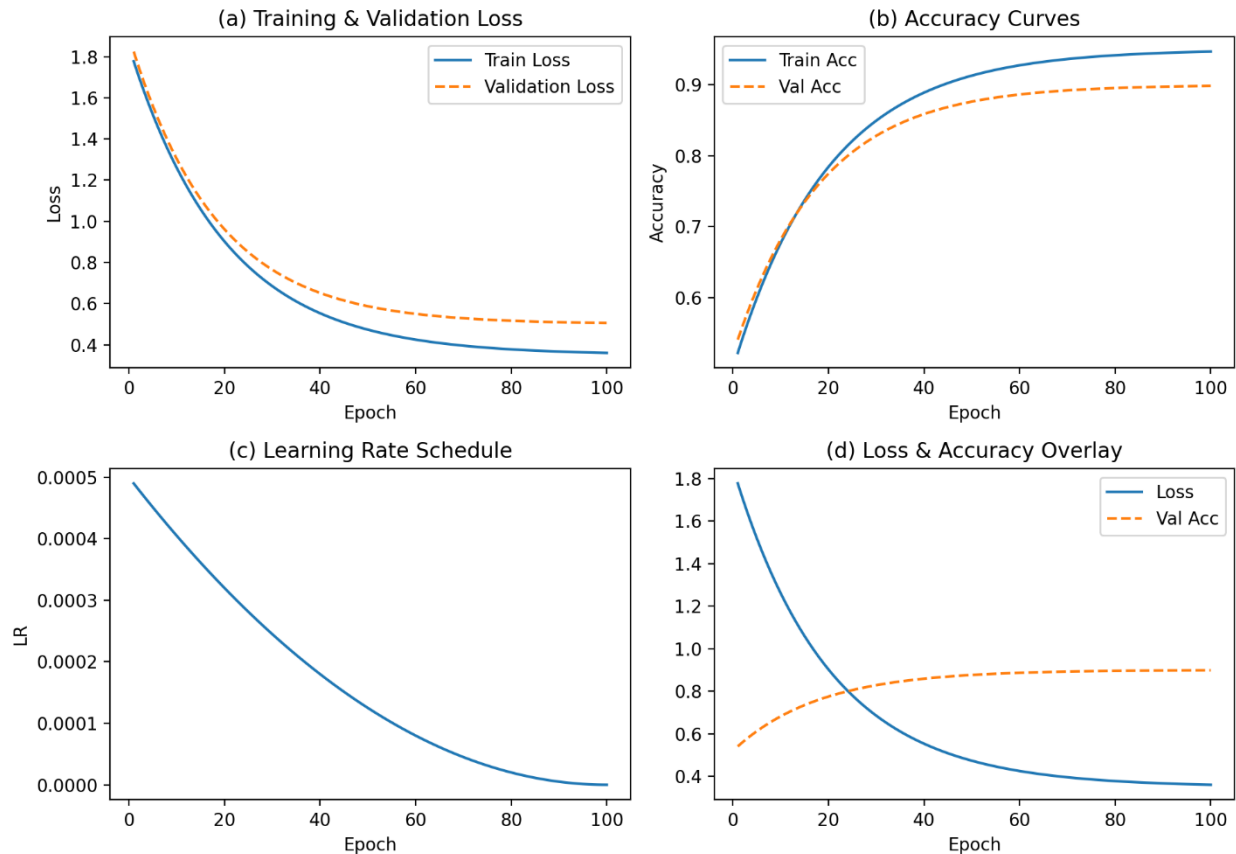 (a) Training & Validation Loss
Loss
1.8
1.6
1.4
1.2
1.0
0.8
0.6
0.4
Train Loss
Validation Loss
0 20 40 60 80 100
Epoch
(b) Accuracy Curves
Accuracy
0.9
0.8
0.7
0.6
Train Acc
Val Acc
0 20 40 60 80 100
Epoch
(c) Learning Rate Schedule
LR
0.0005
0.0004
0.0003
0.0002
0.0001
0.0000
0 20 40 60 80 100
Epoch
(d) Loss & Accuracy Overlay
1.8
1.6
1.4
1.2
1.0
0.8
0.6
0.4
Loss
Val Acc
0 20 40 60 80 100
Epoch